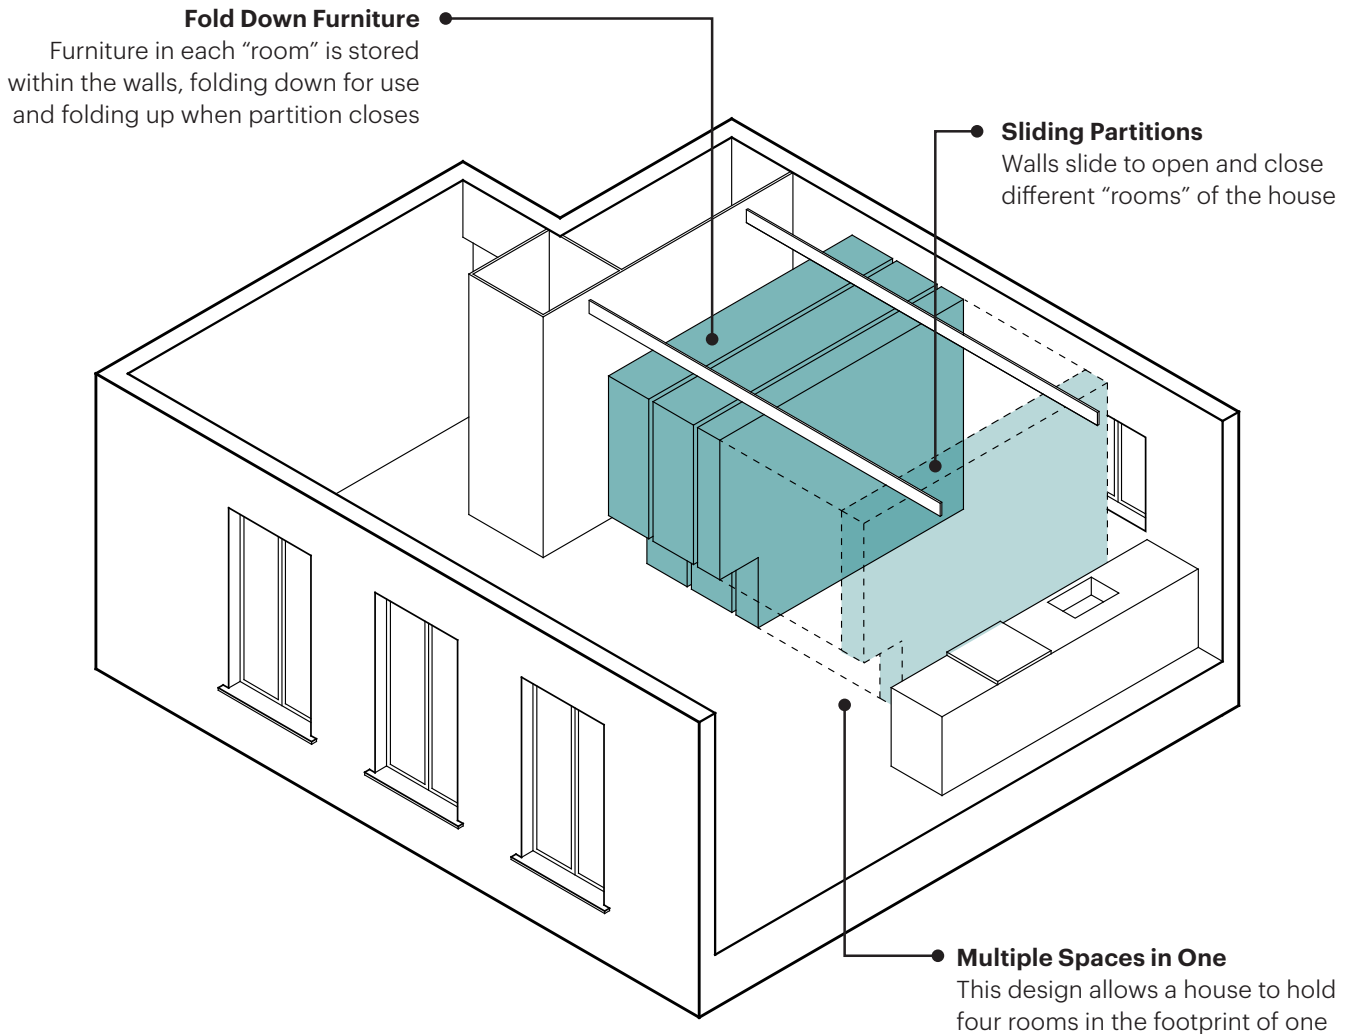 Fold Down Furniture
Furniture in each “room” is stored
within the walls, folding down for use
and folding up when partition closes
Sliding Partitions
Walls slide to open and close
different “rooms” of the house
Multiple Spaces in One
This design allows a house to hold
four rooms in the footprint of one